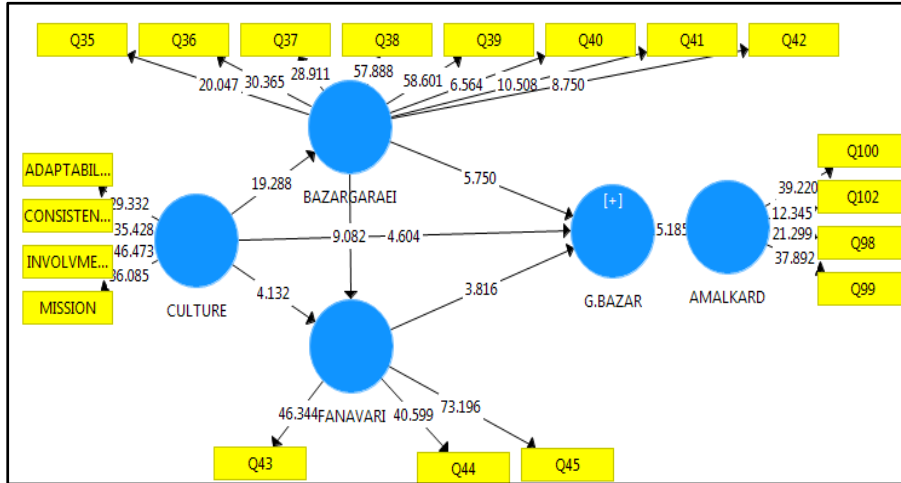 Q35
Q36
Q37
Q38
Q39
Q40
Q41
Q42
20.047
30.365
28.911
57.888
58.601
6.564
10.508
8.750
BAZARGARAEI
ADAPTABIL...
CONSISTEN...
INVOLVME...
MISSION
29.332
35.428
46.473
36.085
CULTURE
19.288
5.750
9.082
4.604
4.132
3.816
[+]
G.BAZAR
5.185
AMALKARD
39.220
12.345
21.299
37.892
Q100
Q102
Q98
Q99
FANAVARI
46.344
40.599
73.196
Q43
Q44
Q45